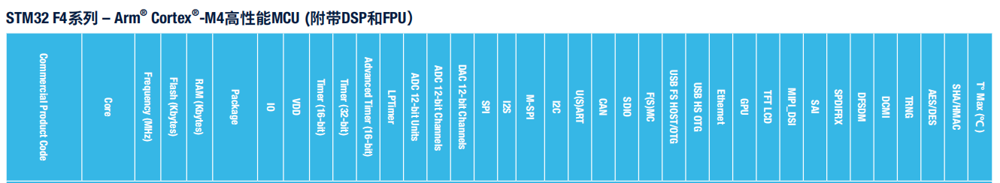 STM32 F4系列 – Arm® Cortex®-M4高性能MCU (附带DSP和FPU）
Commercial Product Code
Core
Frequency (MHz)
Flash (Kbytes)
RAM (Kbytes)
Package
IO
VDD
Timer (16-bit)
Timer (32-bit)
Advanced Timer (16-bit)
LPTimer
ADC 12-bit Units
ADC 12-bit Channels
DAC 12-bit Channels
SPI
I2S
M-SPI
I2C
U(S)ART
CAN
SDIO
F(S)MC
USB FS HOST/OTG
USB HS OTG
Ethernet
GPU
TFT LCD
MIPI_DSI
SAI
SPDIFRX
DFSDM
DCMI
TRNG
AES/DES
SHA/HMAC
T° Max (°C )